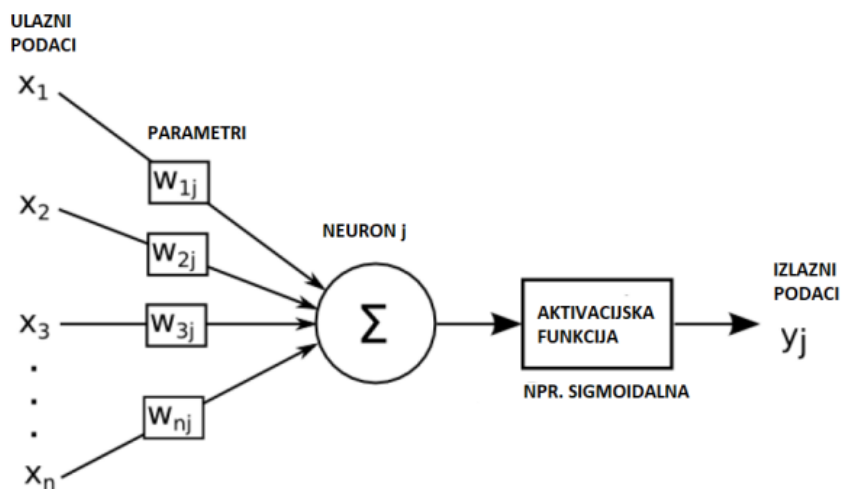 ULAZNI
PODACI
x₁
PARAMETRI
w₁ⱼ
x₂
w₂ⱼ
NEURON j
x₃
w₃ⱼ
Σ
AKTIVACIJSKA
FUNKCIJA
NPR. SIGMOIDALNA
IZLAZNI
PODACI
yⱼ
.
.
.
wₙⱼ
xₙ